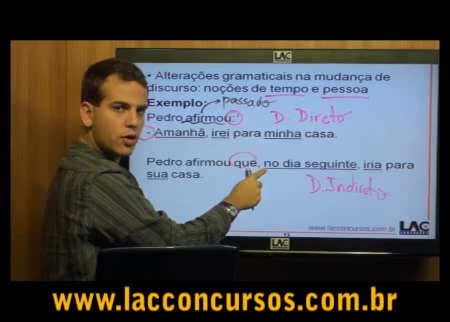 LAC
• Alterações gramaticais na mudança de
discurso: noções de tempo e pessoa
Exemplo: passado
Pedro afirmou: D. Direto
- Amanhã, irei para minha casa.
Pedro afirmou que, no dia seguinte, iria para
sua casa.
D. Indireto
www.lacconcursos.com.br LAC
LAC
www.lacconcursos.com.br